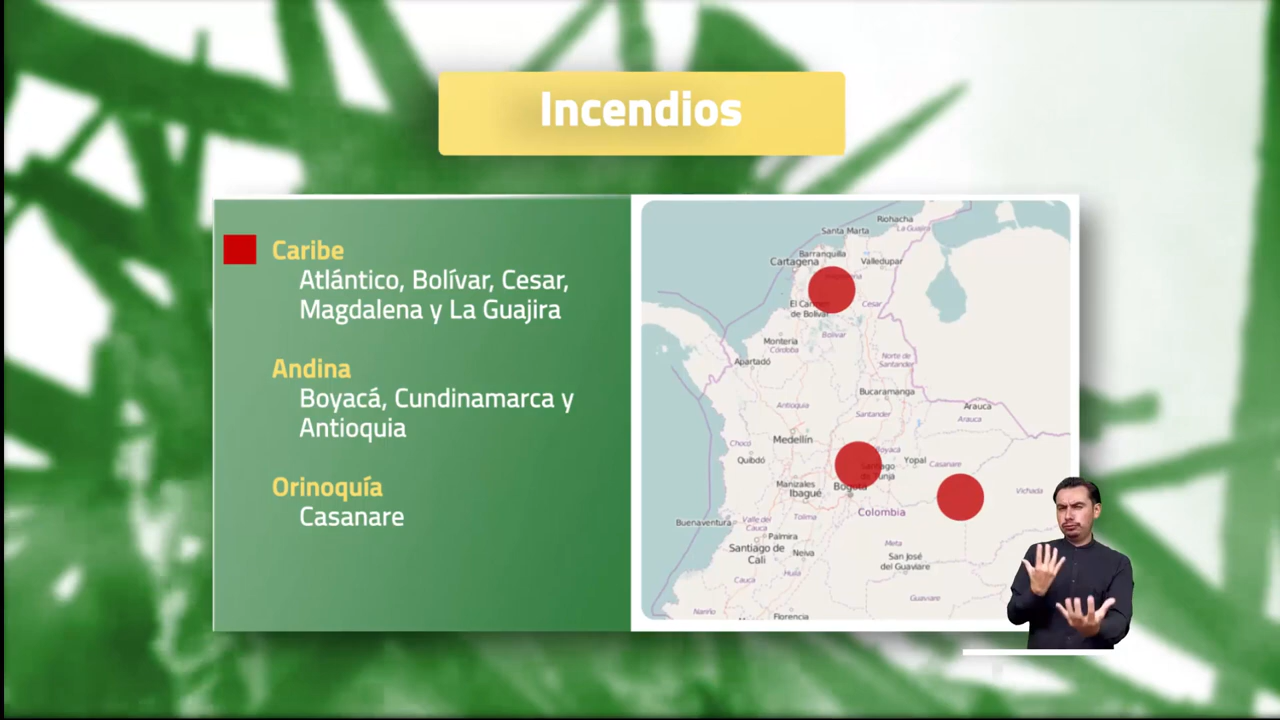 Incendios
Caribe
Atlántico, Bolívar, Cesar,
Magdalena y La Guajira
Andina
Boyacá, Cundinamarca y
Antioquia
Orinoquía
Casanare
Riohacha
La Guajira
Santa Marta
Barranquilla
Cartagena
Valledupar
Cesar
El Carmen
de Bolívar
Bolívar
Montería
Córdoba
Norte de
Santander
Apartadó
Bucaramanga
Arauca
Arauca
Antioquia
Santander
Medellín
Chocó
Quibdó
Yopal
Casanare
Manizales
Ibagué
Bogotá
Vichada
Colombia
Tolima
Buenaventura
Valle del
Cauca
Palmira
Santiago de
Cali
Neiva
Meta
San José
del Guaviare
Huila
Cauca
Guaviare
Nariño
Florencia